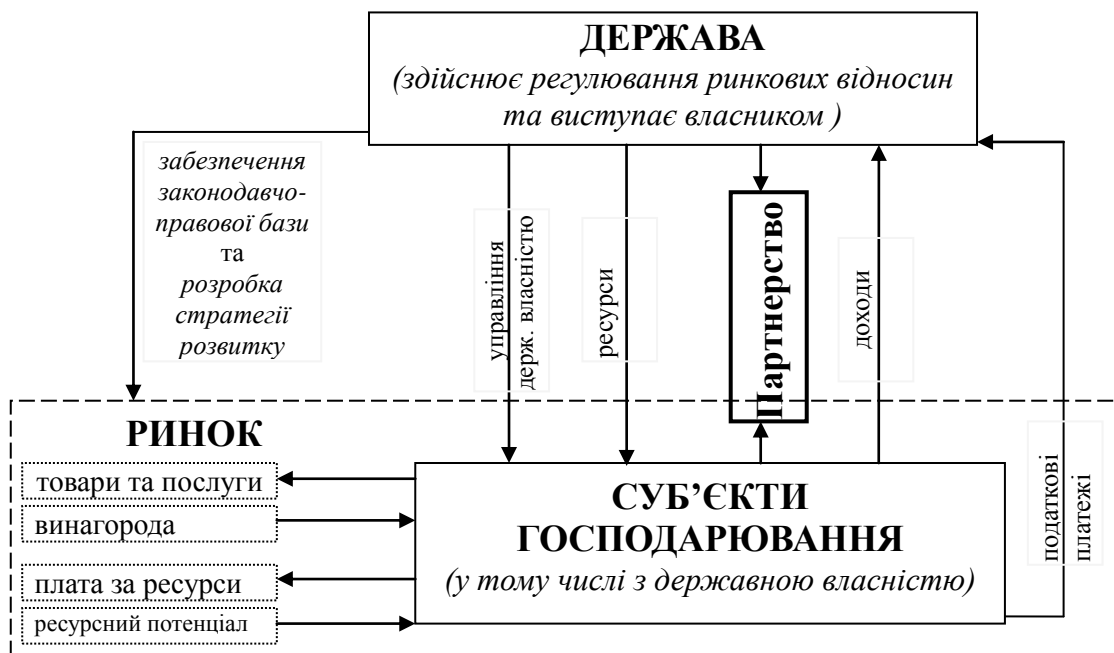 ДЕРЖАВА
(здійснює регулювання ринкових відносин
та виступає власником )
забезпечення
законодавчо-
правової бази
та
розробка
стратегії
розвитку
управління
держ. власністю
ресурси
Партнерство
доходи
податкові
платежі
РИНОК
товари та послуги
винагорода
плата за ресурси
ресурсний потенціал
СУБ’ЄКТИ
ГОСПОДАРЮВАННЯ
(у тому числі з державною власністю)